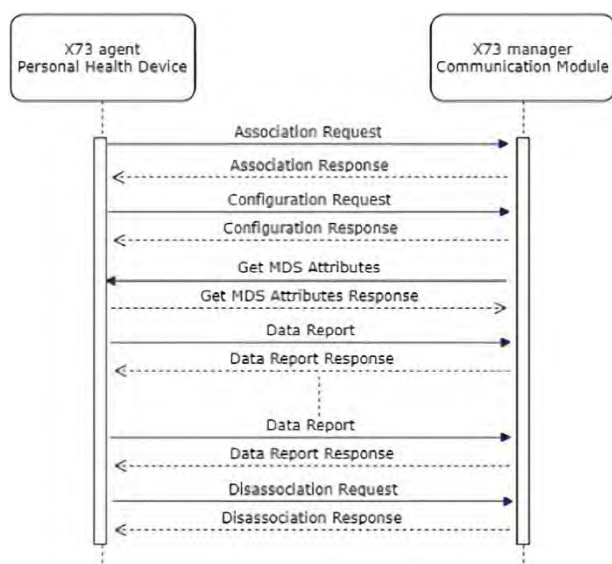 X73 agent
Personal Health Device
X73 manager
Communication Module
Association Request
Association Response
Configuration Request
Configuration Response
Get MDS Attributes
Get MDS Attributes Response
Data Report
Data Report Response
Data Report
Data Report Response
Disassociation Request
Disassociation Response